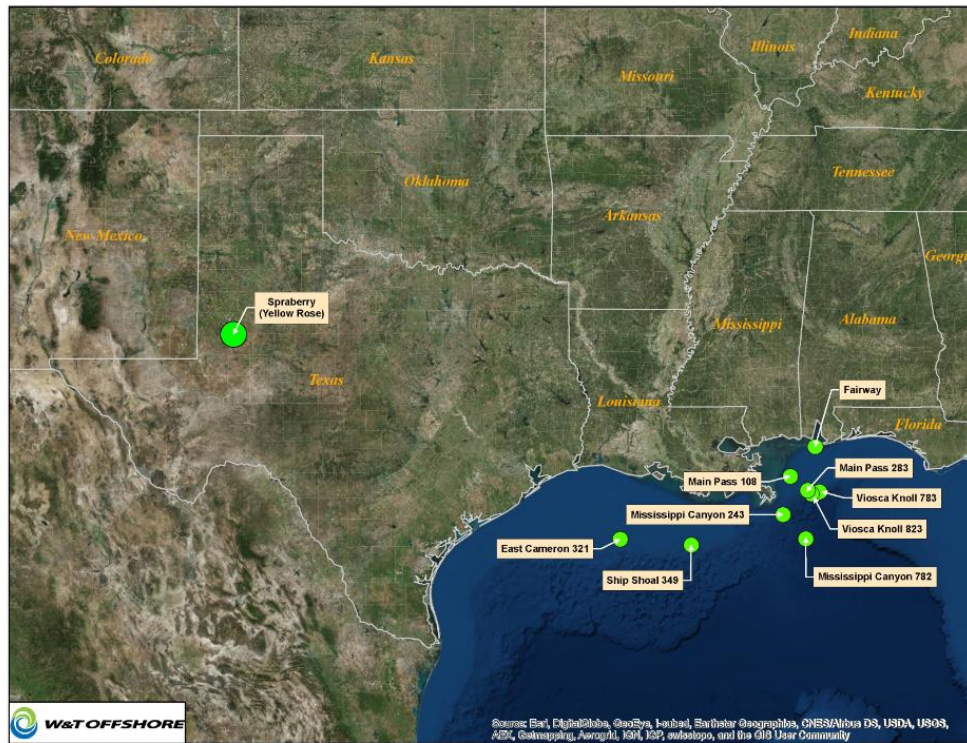 Colorado
Kansas
Missouri
Illinois
Indiana
Kentucky
Oklahoma
Tennessee
Arkansas
New Mexico
Georgi
Spraberry
(Yellow Rose)
Mississippi
Alabama
Texas
Louisiana
Fairway
Florida
Main Pass 283
Main Pass 108
Viosca Knoll 783
Mississippi Canyon 243
Viosca Knoll 823
East Cameron 321
Ship Shoal 349
Mississippi Canyon 782
W&T OFFSHORE
Source: Esri, DigitalGlobe, GeoEye, i-cubed, Earthstar Geographics, CNES/Airbus DS, USDA, USGS,
AEX, Getmapping, Aerogrid, IGN, IGP, swisstopo, and the GIS User Community